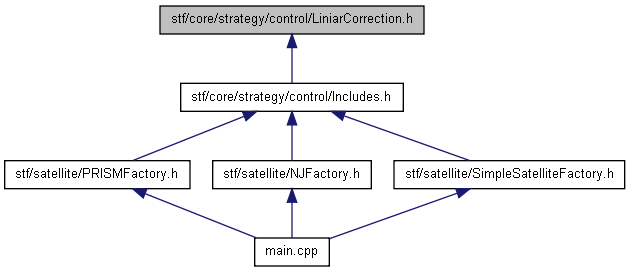 stf/core/strategy/control/LiniarCorrection.h
stf/core/strategy/control/Includes.h
stf/satellite/PRISMFactory.h
stf/satellite/NJFactory.h
stf/satellite/SimpleSatelliteFactory.h
main.cpp